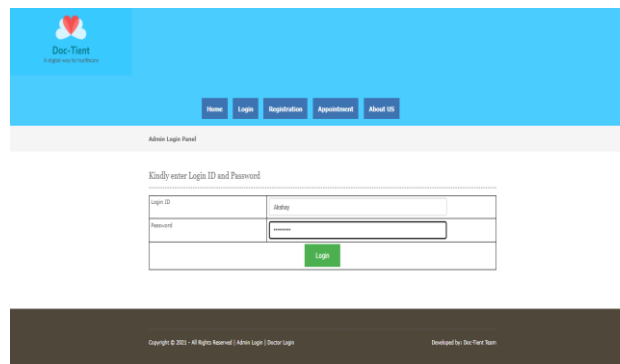 Doc-Tient
A digital way to healthcare
Home Login Registration Appointment About US
Admin Login Panel
Kindly enter Login ID and Password
Login ID
Akshay
Password
Login
Copyright © 2021 - All Rights Reserved | Admin Login | Doctor Login
Developed by: Doc-Tient Team